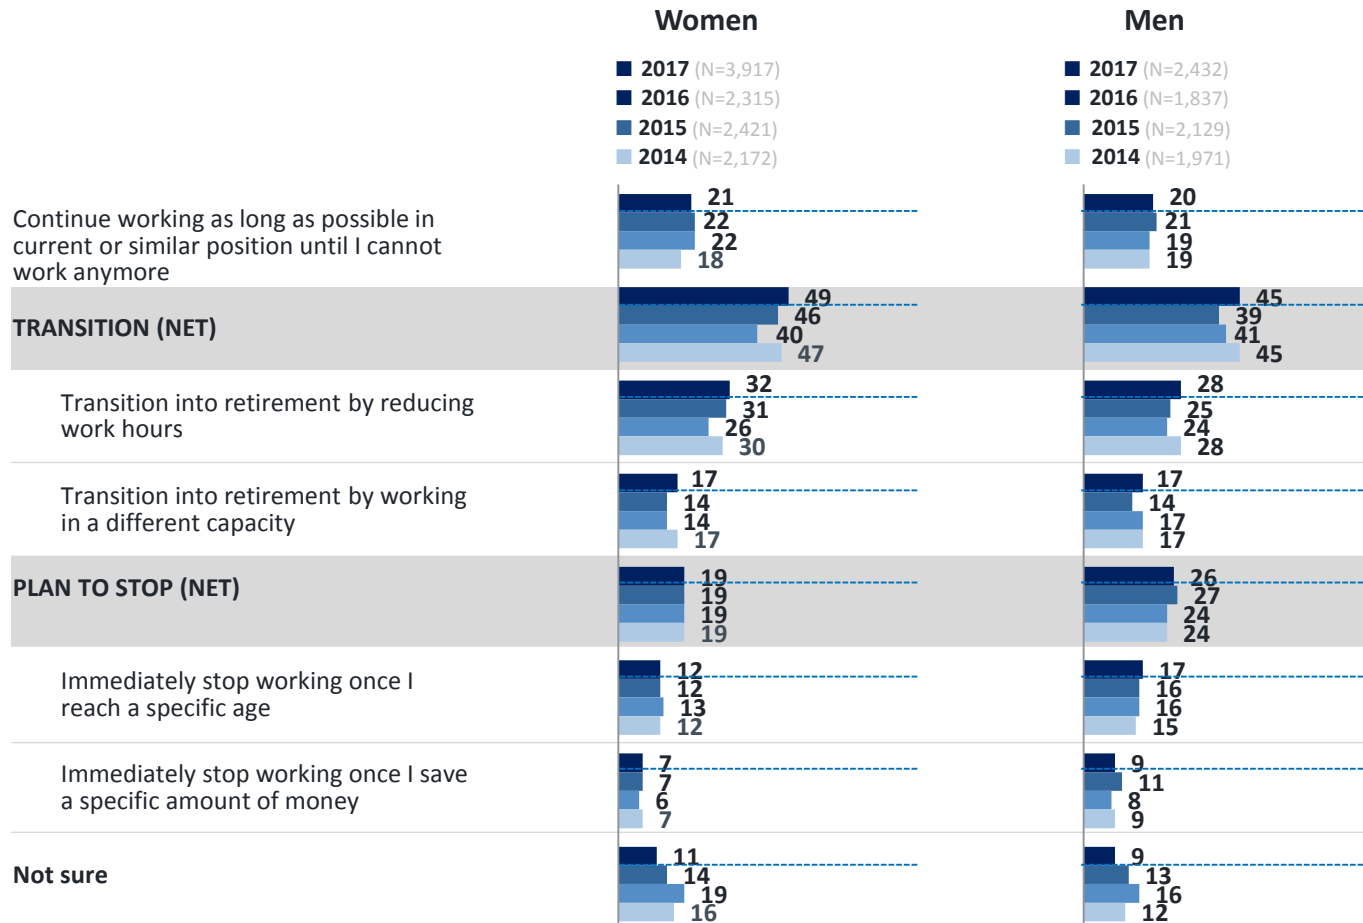 Women Men
2017 (N=3,917) 2017 (N=2,432)
2016 (N=2,315) 2016 (N=1,837)
2015 (N=2,421) 2015 (N=2,129)
2014 (N=2,172) 2014 (N=1,971)
Continue working as long as possible in
current or similar position until I cannot
work anymore
21 20
22 21
22 19
18 19
TRANSITION (NET)
49 45
46 39
40 41
47 45
Transition into retirement by reducing
work hours
32 28
31 25
26 24
30 28
Transition into retirement by working
in a different capacity
17 17
14 14
14 17
17 17
PLAN TO STOP (NET)
19 26
19 27
19 24
19 24
Immediately stop working once I
reach a specific age
12 17
12 16
13 16
12 15
Immediately stop working once I save
a specific amount of money
7 9
7 11
6 8
7 9
Not sure
11 9
14 13
19 16
16 12